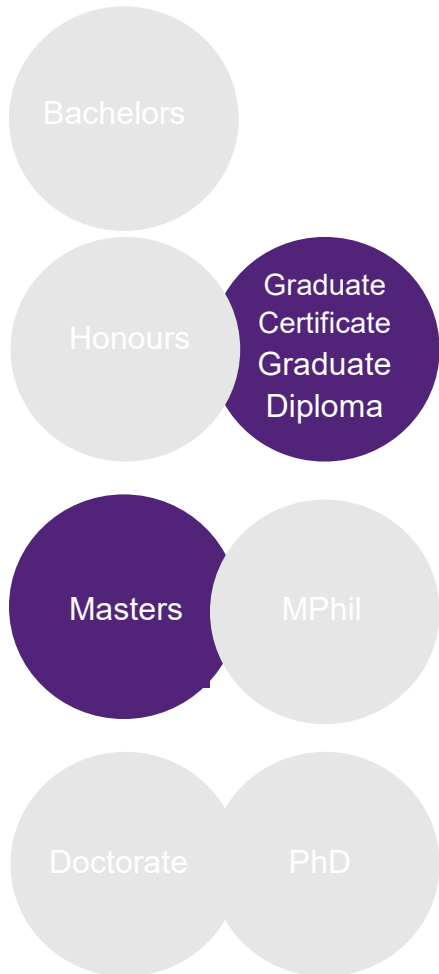 Bachelors
Honours
Graduate
Certificate
Graduate
Diploma
Masters
MPhil
Doctorate
PhD